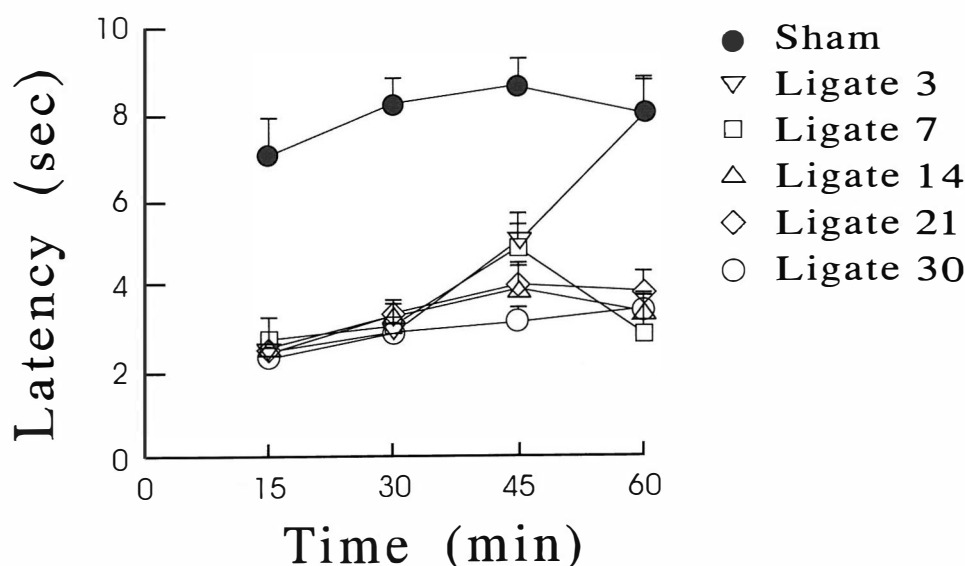 10
8
6
4
2
0
0 15 30 45 60
Latency (sec)
Time (min)
Sham
Ligate 3
Ligate 7
Ligate 14
Ligate 21
Ligate 30